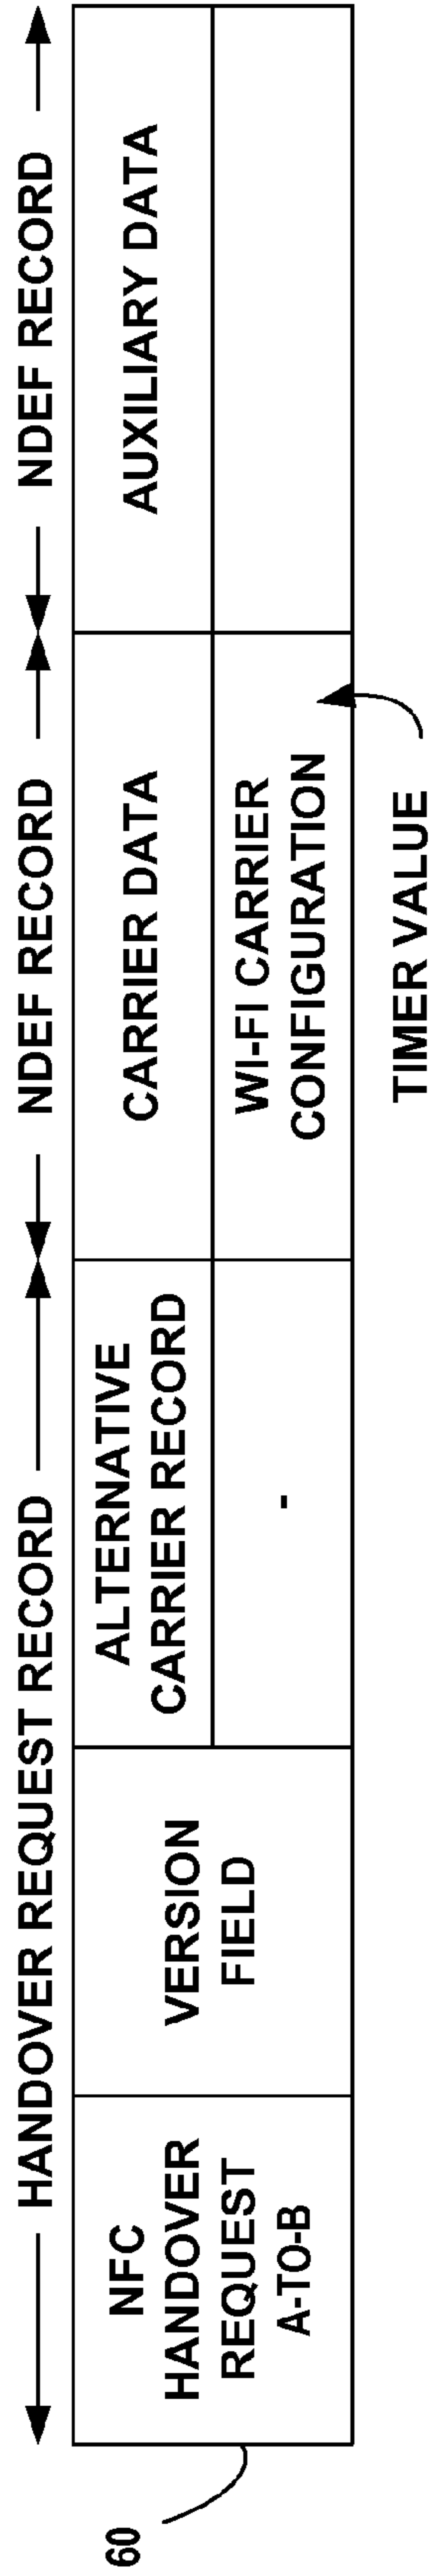 HANDOVER REQUEST RECORD
NDEF RECORD
NDEF RECORD
NFC
HANDOVER
REQUEST
A-TO-B
VERSION
FIELD
ALTERNATIVE
CARRIER RECORD
-
CARRIER DATA
WI-FI CARRIER
CONFIGURATION
AUXILIARY DATA
60
TIMER VALUE